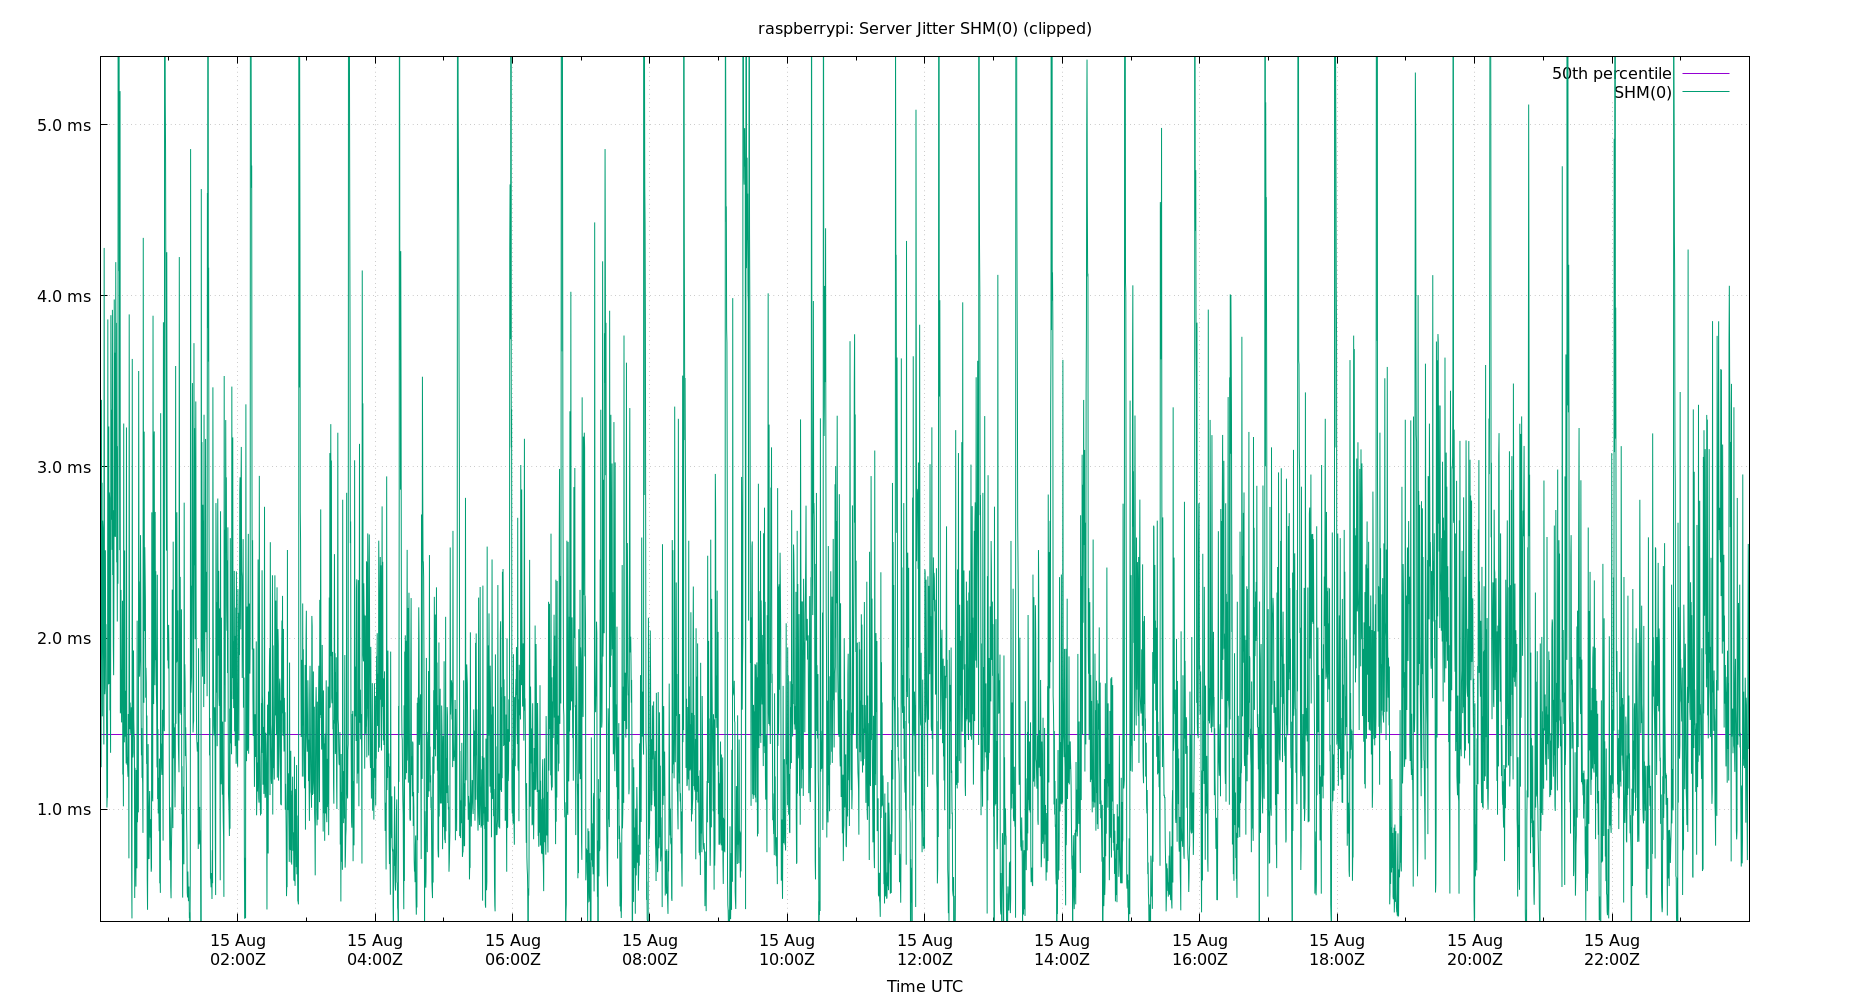 raspberrypi: Server Jitter SHM(0) (clipped)
50th percentile
SHM(0)
5.0 ms
4.0 ms
3.0 ms
2.0 ms
1.0 ms
15 Aug 15 Aug 15 Aug 15 Aug 15 Aug 15 Aug 15 Aug 15 Aug 15 Aug 15 Aug 15 Aug
02:00Z 04:00Z 06:00Z 08:00Z 10:00Z 12:00Z 14:00Z 16:00Z 18:00Z 20:00Z 22:00Z
Time UTC